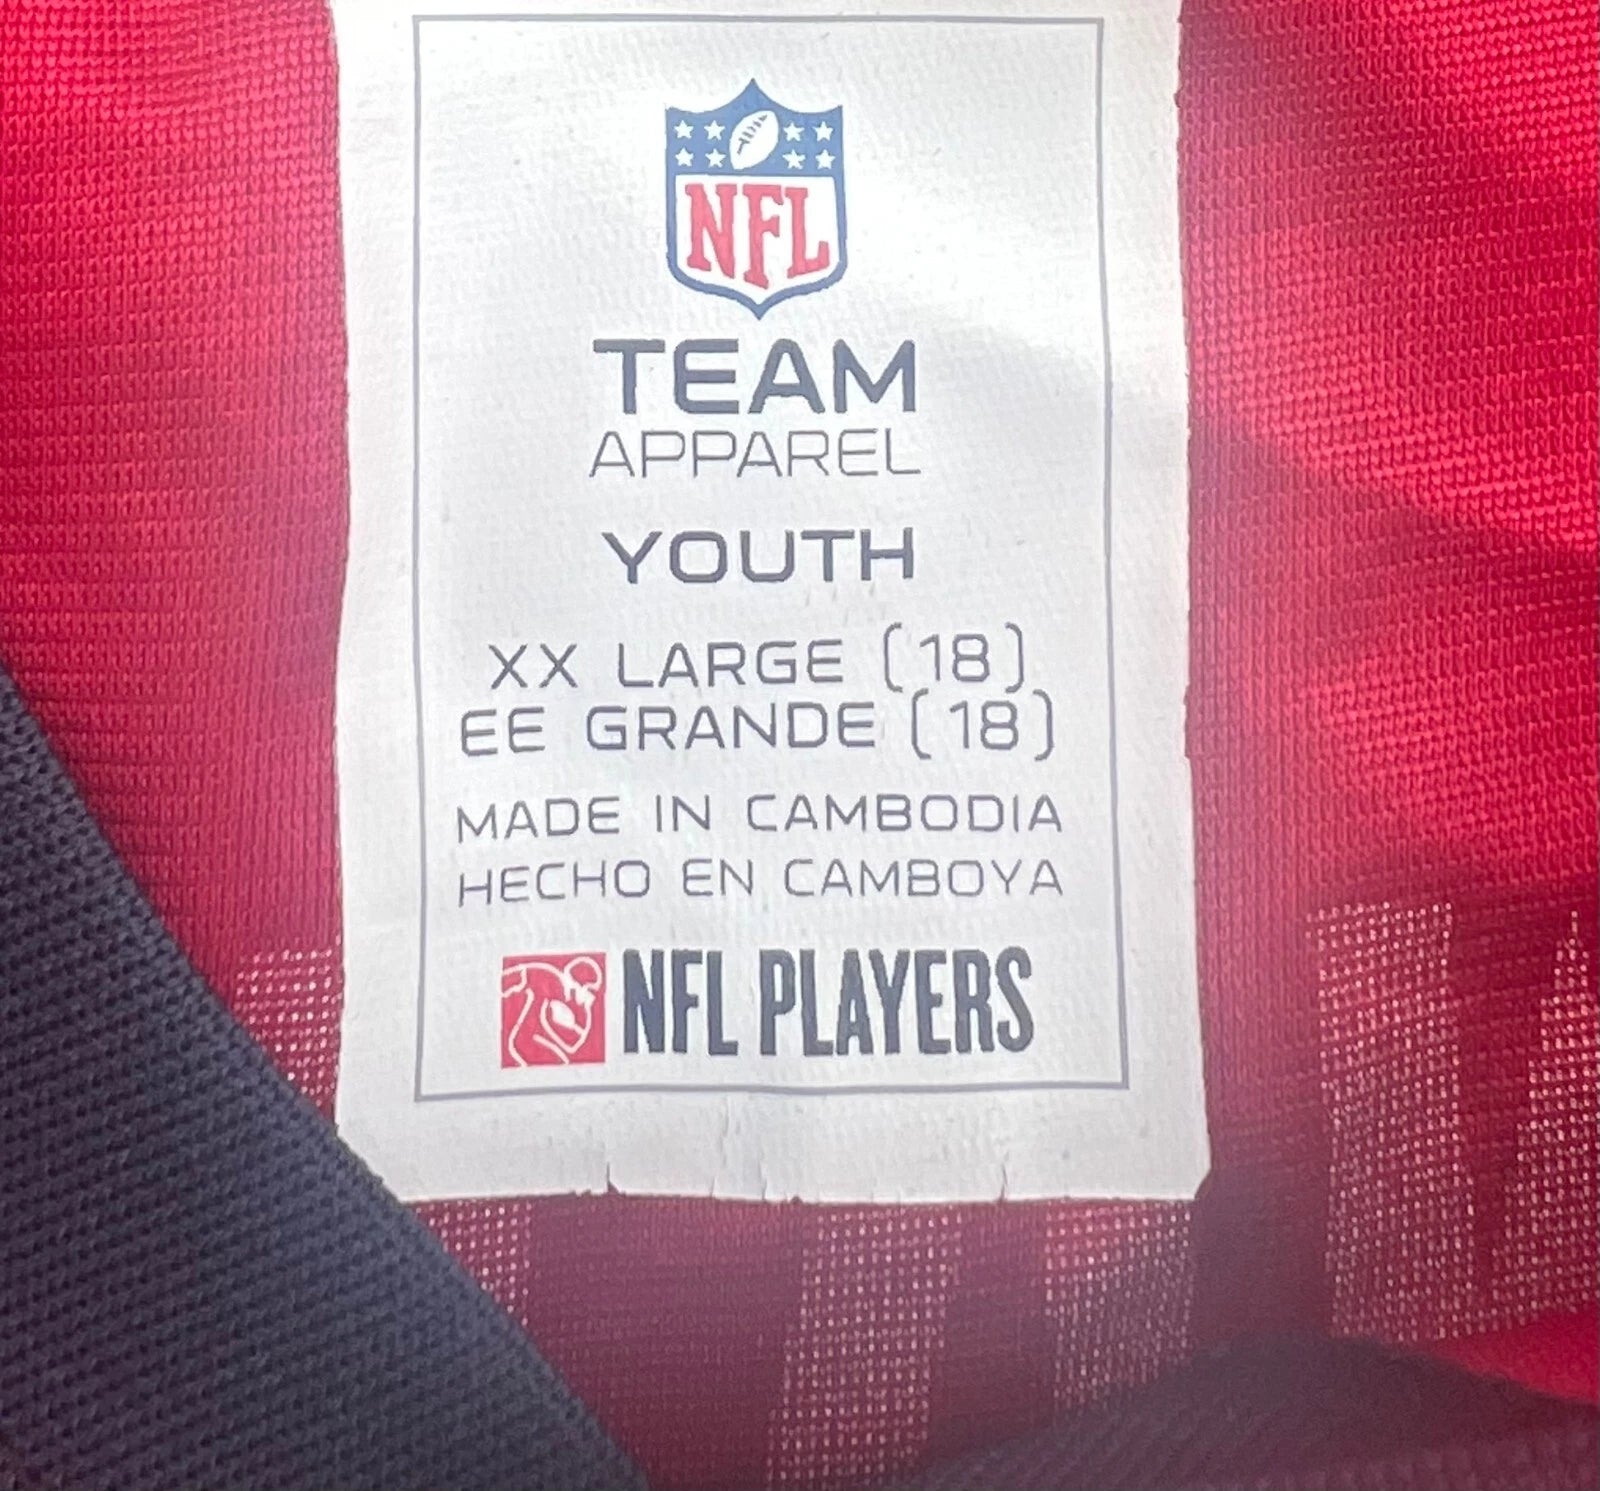 NFL
TEAM
APPAREL
YOUTH
XX LARGE (18)
EE GRANDE (18)
MADE IN CAMBODIA
HECHO EN CAMBOYA
NFL PLAYERS